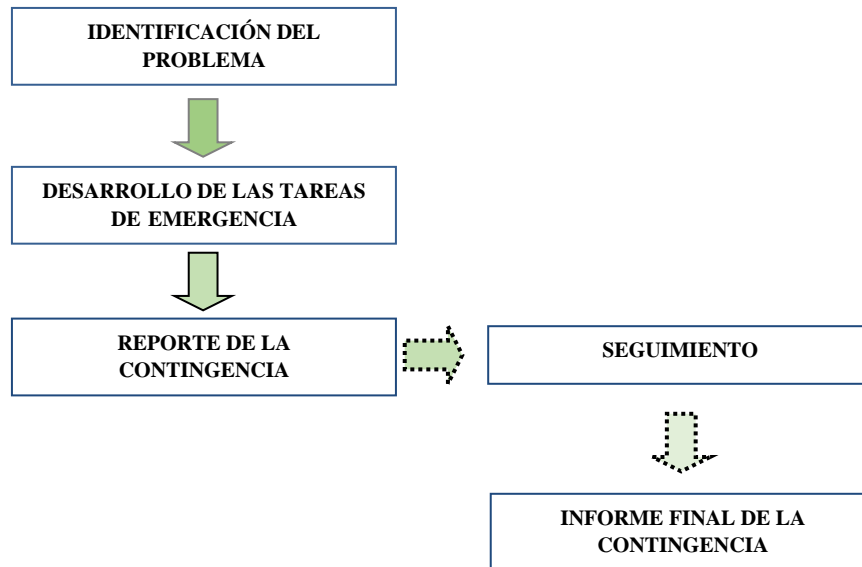 IDENTIFICACIÓN DEL
PROBLEMA
DESARROLLO DE LAS TAREAS
DE EMERGENCIA
REPORTE DE LA
CONTINGENCIA
SEGUIMIENTO
INFORME FINAL DE LA
CONTINGENCIA